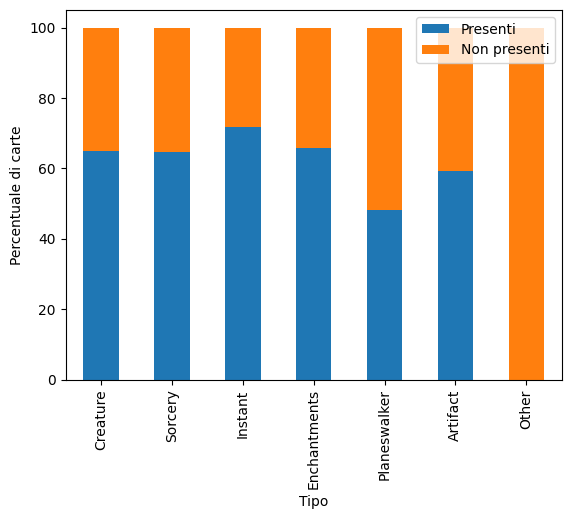 100
80
60
40
20
0
Percentuale di carte
Presenti
Non presenti
Creature
Sorcery
Instant
Enchantments
Planeswalker
Artifact
Other
Tipo